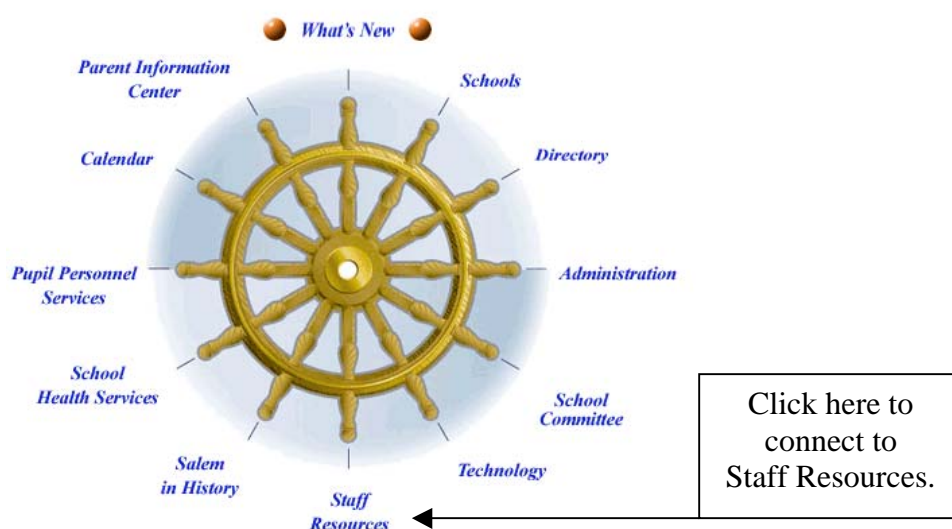 What's New
Parent Information
Center
Schools
Calendar
Directory
Pupil Personnel
Services
Administration
School
Health Services
School
Committee
Salem
in History
Technology
Staff
Resources
Click here to
connect to
Staff Resources.